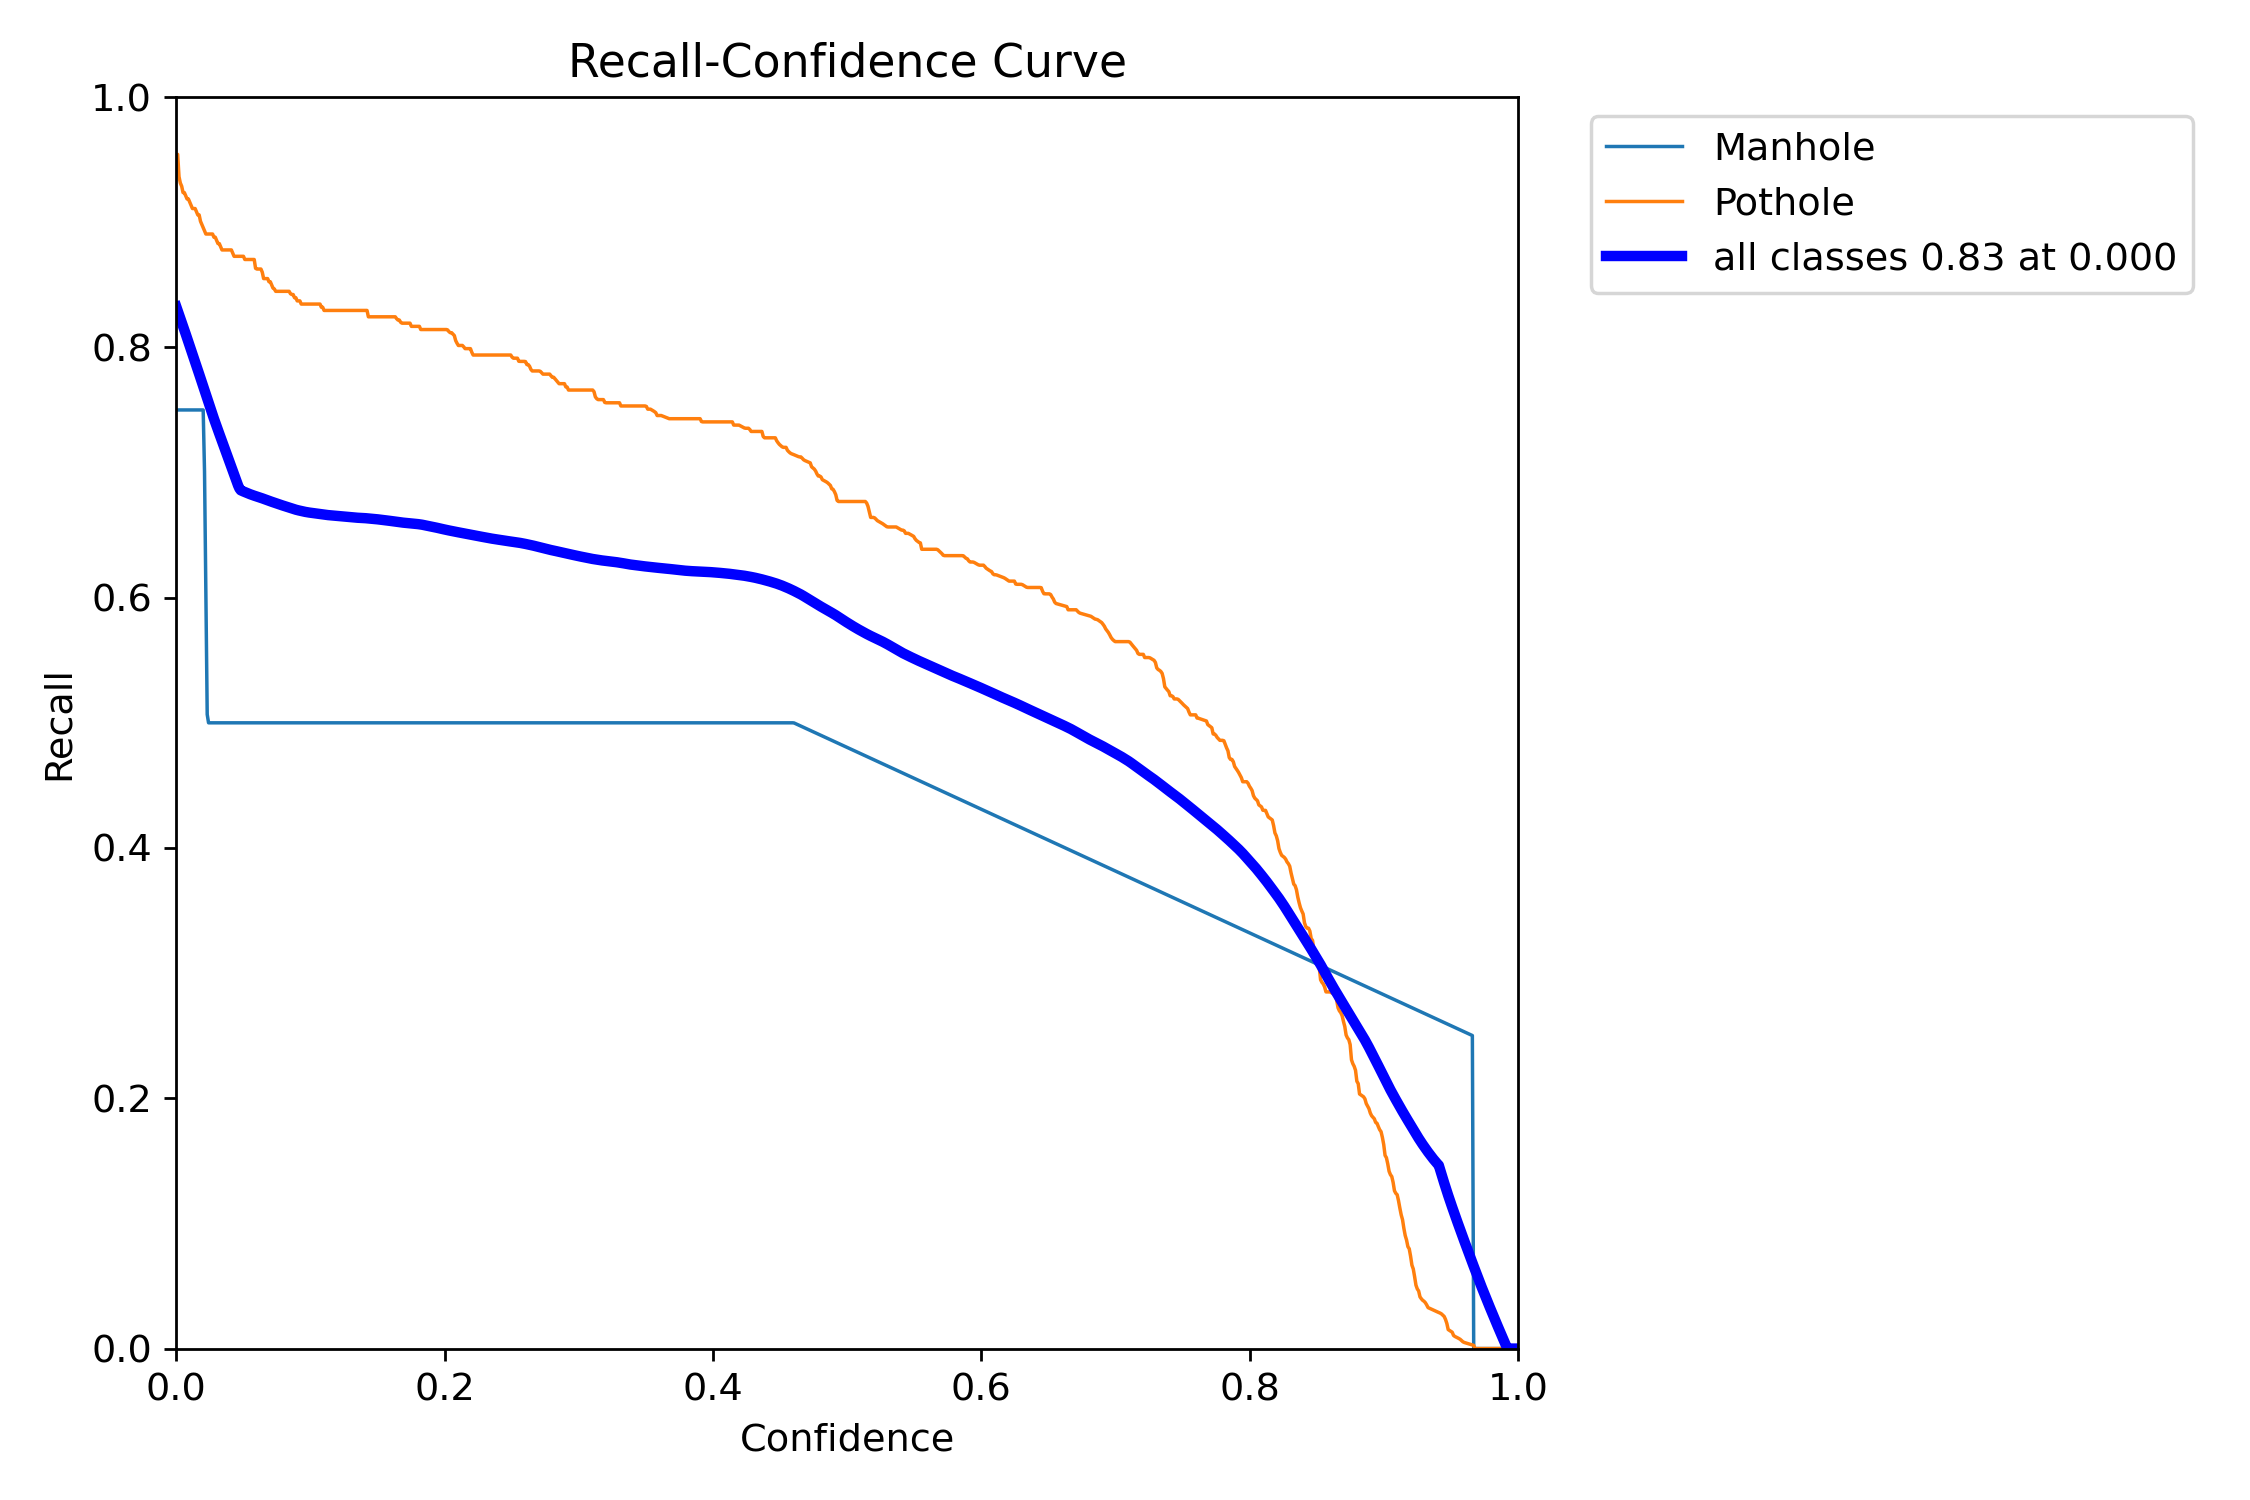 Recall-Confidence Curve
1.0
0.8
0.6
0.4
0.2
0.0
Recall
0.0 0.2 0.4 0.6 0.8 1.0
Confidence
Manhole
Pothole
all classes 0.83 at 0.000